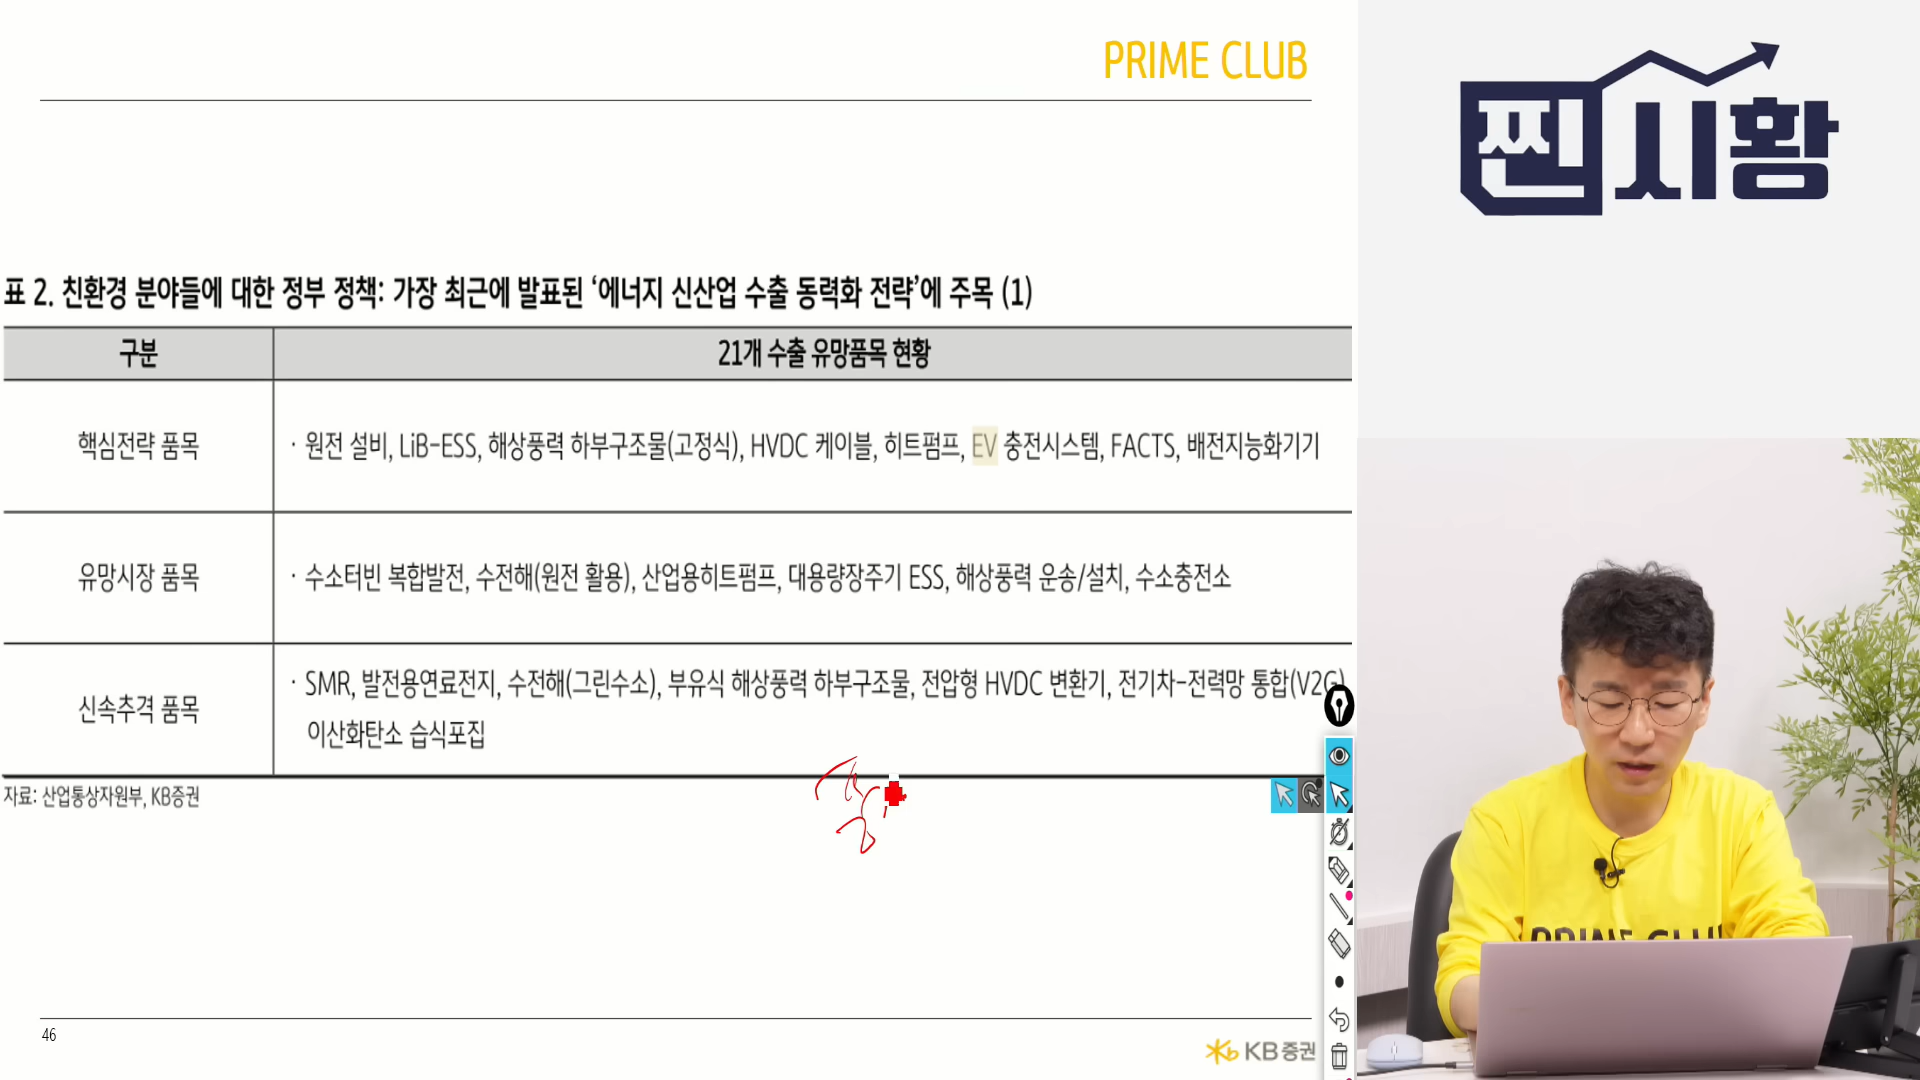 PRIME CLUB
찐시황
표 2. 친환경 분야들에 대한 정부 정책: 가장 최근에 발표된 ‘에너지 신산업 수출 동력화 전략’에 주목 (1)
구분
21개 수출 유망품목 현황
핵심전략 품목
· 원전 설비, LiB-ESS, 해상풍력 하부구조물(고정식), HVDC 케이블, 히트펌프, EV 충전시스템, FACTS, 배전지능화기기
유망시장 품목
· 수소터빈 복합발전, 수전해(원전 활용), 산업용히트펌프, 대용량장주기 ESS, 해상풍력 운송/설치, 수소충전소
신속추격 품목
· SMR, 발전용연료전지, 수전해(그린수소), 부유식 해상풍력 하부구조물, 전압형 HVDC 변환기, 전기차-전력망 통합(V2G)
이산화탄소 습식포집
자료: 산업통상자원부, KB증권
46
KB증권
PRIME CLUB